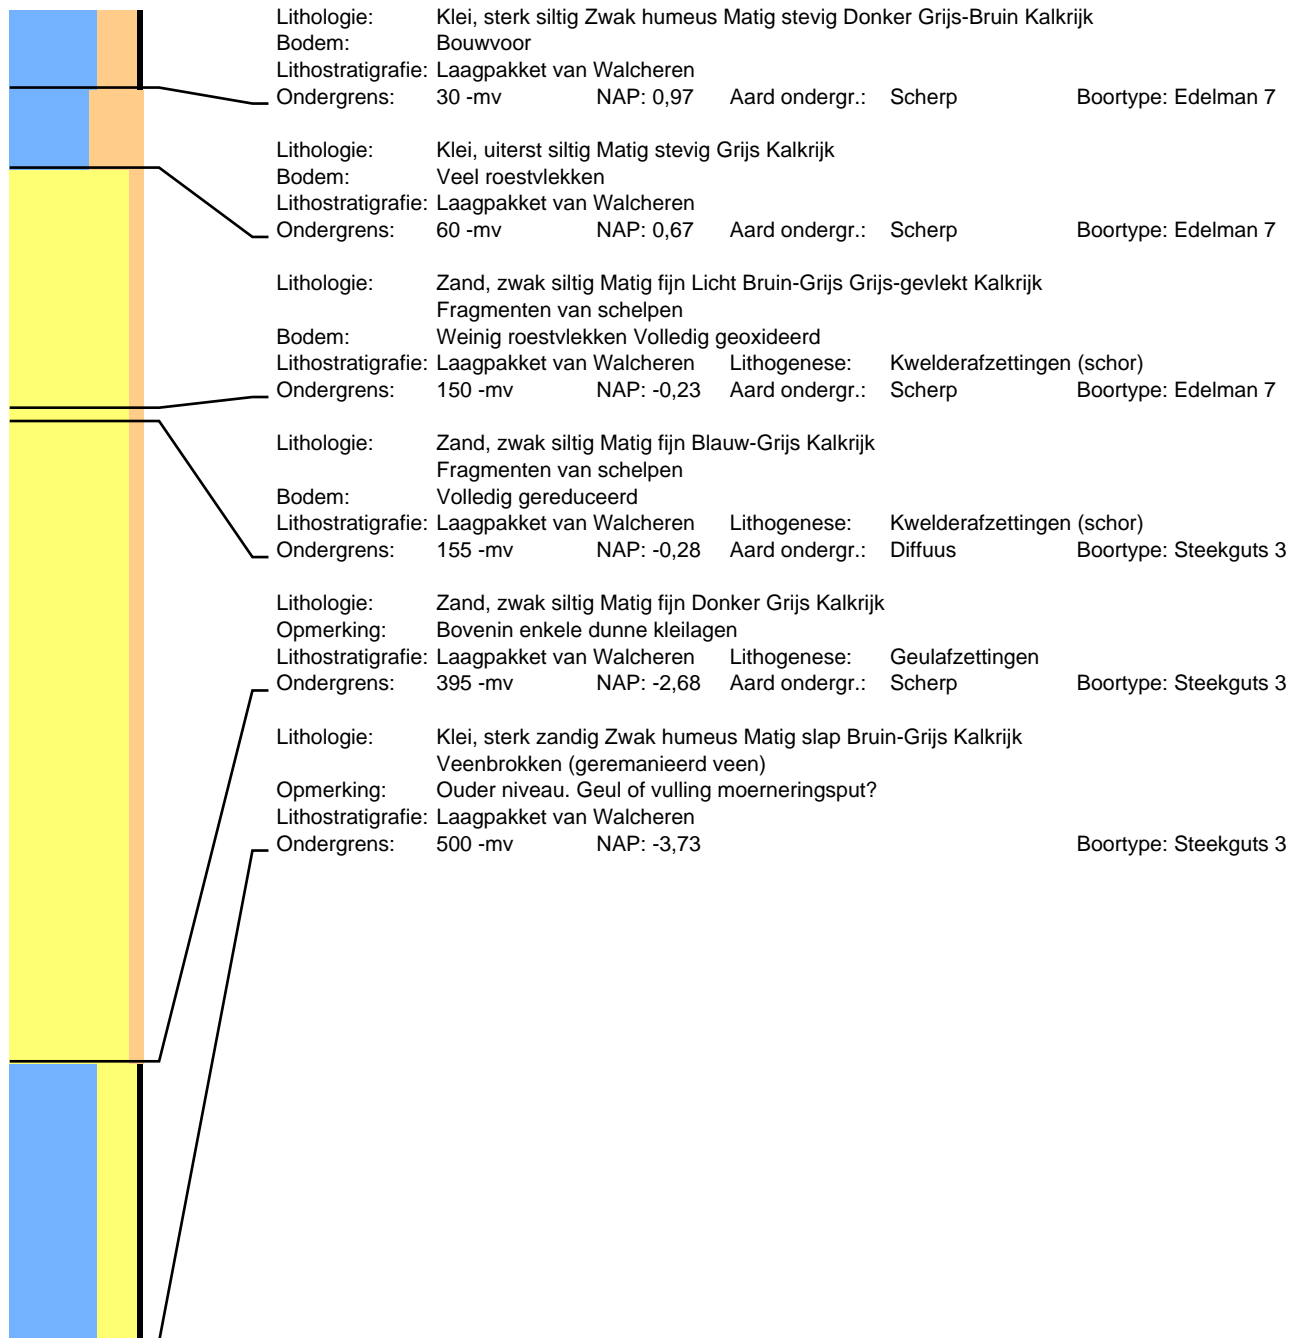 Lithologie: Klei, sterk siltig Zwak humeus Matig stevig Donker Grijs-Bruin Kalkrijk
Bodem: Bouwvoor
Lithostratigrafie: Laagpakket van Walcheren
Ondergrens: 30 -mv NAP: 0,97 Aard ondergr.: Scherp Boortype: Edelman 7
Lithologie: Klei, uiterst siltig Matig stevig Grijs Kalkrijk
Bodem: Veel roestvlekken
Lithostratigrafie: Laagpakket van Walcheren
Ondergrens: 60 -mv NAP: 0,67 Aard ondergr.: Scherp Boortype: Edelman 7
Lithologie: Zand, zwak siltig Matig fijn Licht Bruin-Grijs Grijs-gevlekt Kalkrijk
Fragmenten van schelpen
Bodem: Weinig roestvlekken Volledig geoxideerd
Lithostratigrafie: Laagpakket van Walcheren Lithogenese: Kwelderafzettingen (schor)
Ondergrens: 150 -mv NAP: -0,23 Aard ondergr.: Scherp Boortype: Edelman 7
Lithologie: Zand, zwak siltig Matig fijn Blauw-Grijs Kalkrijk
Fragmenten van schelpen
Bodem: Volledig gereduceerd
Lithostratigrafie: Laagpakket van Walcheren Lithogenese: Kwelderafzettingen (schor)
Ondergrens: 155 -mv NAP: -0,28 Aard ondergr.: Diffuus Boortype: Steekguts 3
Lithologie: Zand, zwak siltig Matig fijn Donker Grijs Kalkrijk
Opmerking: Bovenin enkele dunne kleilagen
Lithostratigrafie: Laagpakket van Walcheren Lithogenese: Geulafzettingen
Ondergrens: 395 -mv NAP: -2,68 Aard ondergr.: Scherp Boortype: Steekguts 3
Lithologie: Klei, sterk zandig Zwak humeus Matig slap Bruin-Grijs Kalkrijk
Veenbrokken (geremanieerd veen)
Opmerking: Ouder niveau. Geul of vulling moerneringsput?
Lithostratigrafie: Laagpakket van Walcheren
Ondergrens: 500 -mv NAP: -3,73 Boortype: Steekguts 3